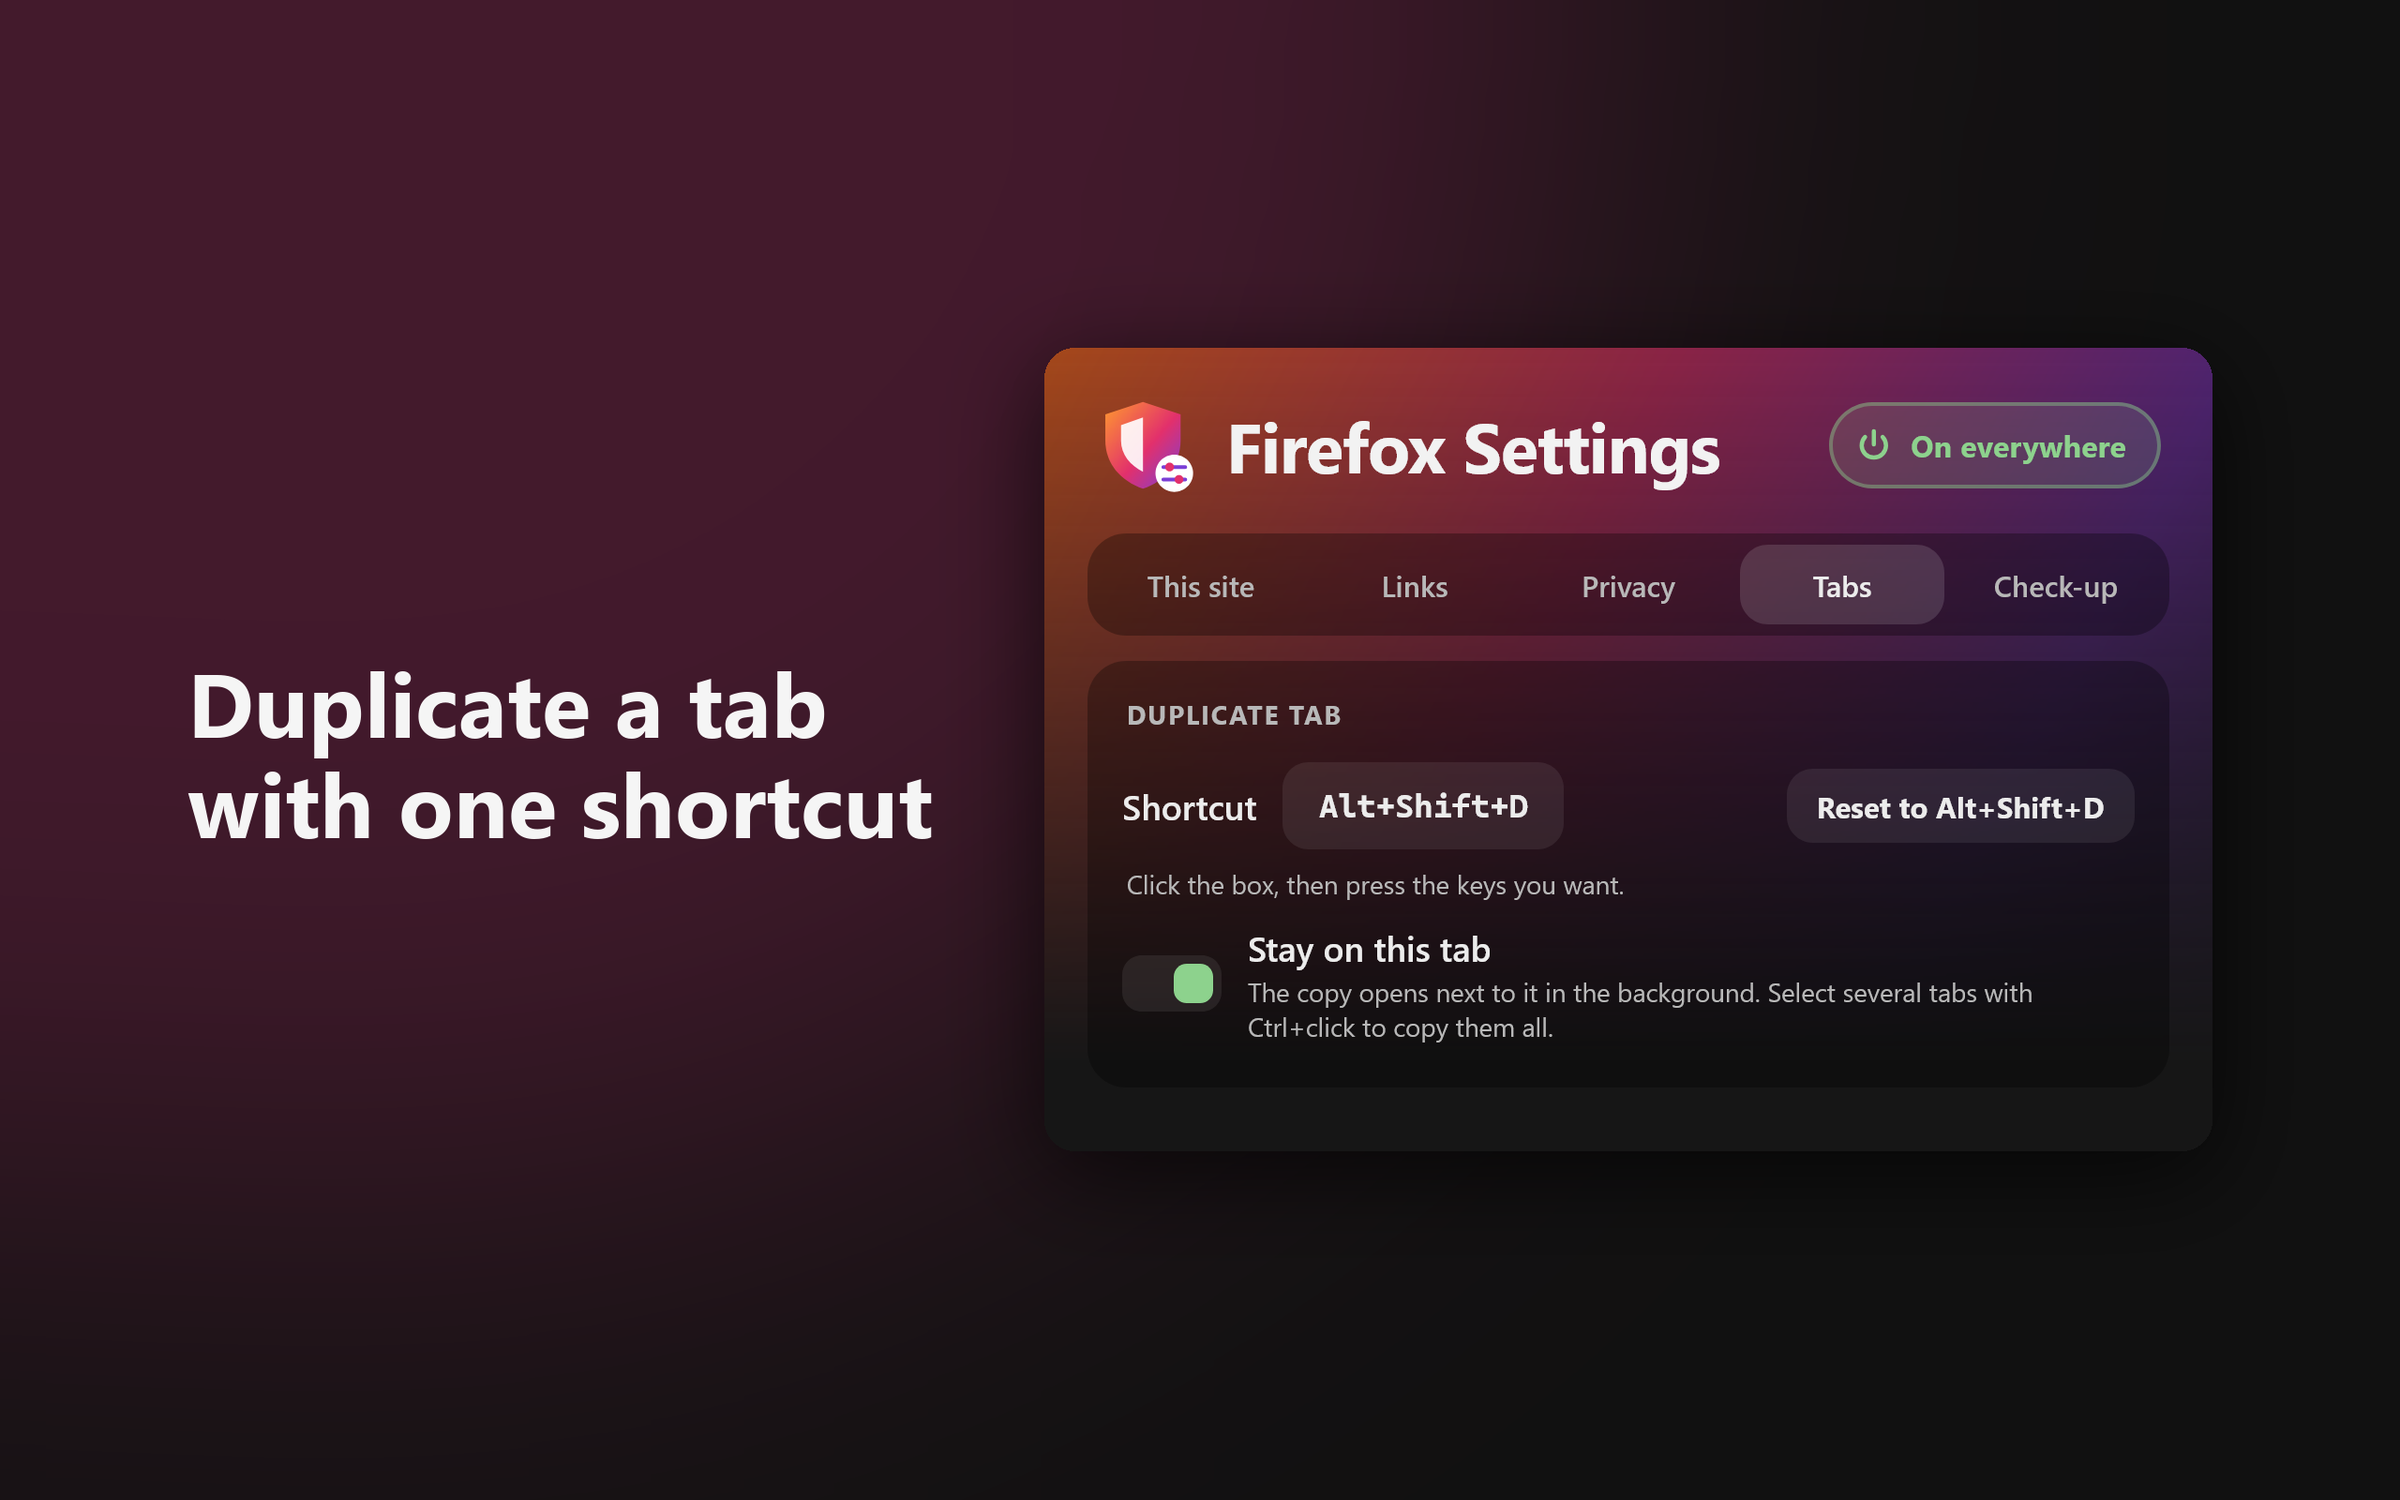 Duplicate a tab
with one shortcut
Firefox Settings
On everywhere
This site
Links
Privacy
Tabs
Check-up
DUPLICATE TAB
Shortcut
Alt+Shift+D
Reset to Alt+Shift+D
Click the box, then press the keys you want.
Stay on this tab
The copy opens next to it in the background. Select several tabs with
Ctrl+click to copy them all.